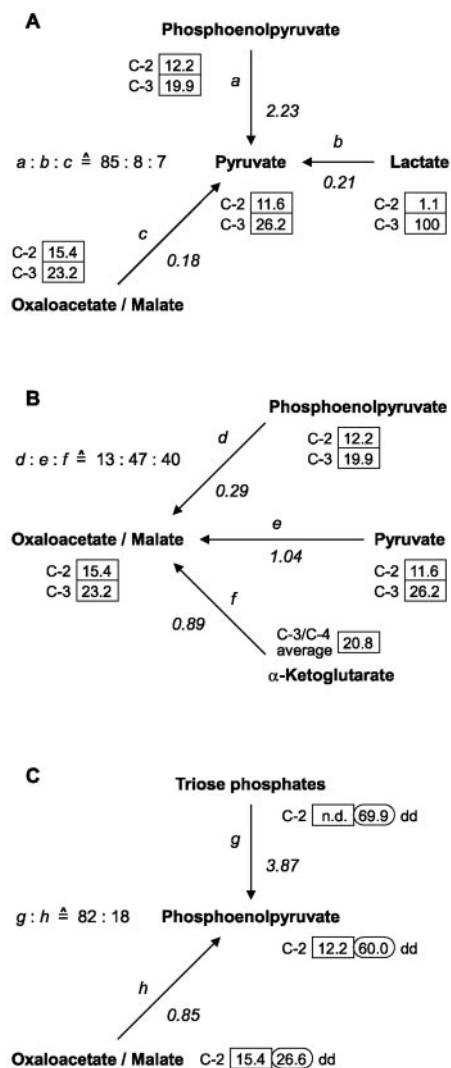 A
Phosphoenolpyruvate
C-2 12.2
C-3 19.9
a
2.23
a : b : c ≙ 85 : 8 : 7
Pyruvate
b
Lactate
0.21
C-2 11.6
C-3 26.2
C-2 1.1
C-3 100
c
0.18
C-2 15.4
C-3 23.2
Oxaloacetate / Malate
B
Phosphoenolpyruvate
d
C-2 12.2
C-3 19.9
d : e : f ≙ 13 : 47 : 40
0.29
Oxaloacetate / Malate
e
Pyruvate
1.04
C-2 15.4
C-3 23.2
C-2 11.6
C-3 26.2
f
0.89
C-3/C-4
average 20.8
α-Ketoglutarate
C
Triose phosphates
C-2 n.d. 69.9 dd
g
3.87
g : h ≙ 82 : 18
Phosphoenolpyruvate
C-2 12.2 60.0 dd
h
0.85
Oxaloacetate / Malate C-2 15.4 26.6 dd